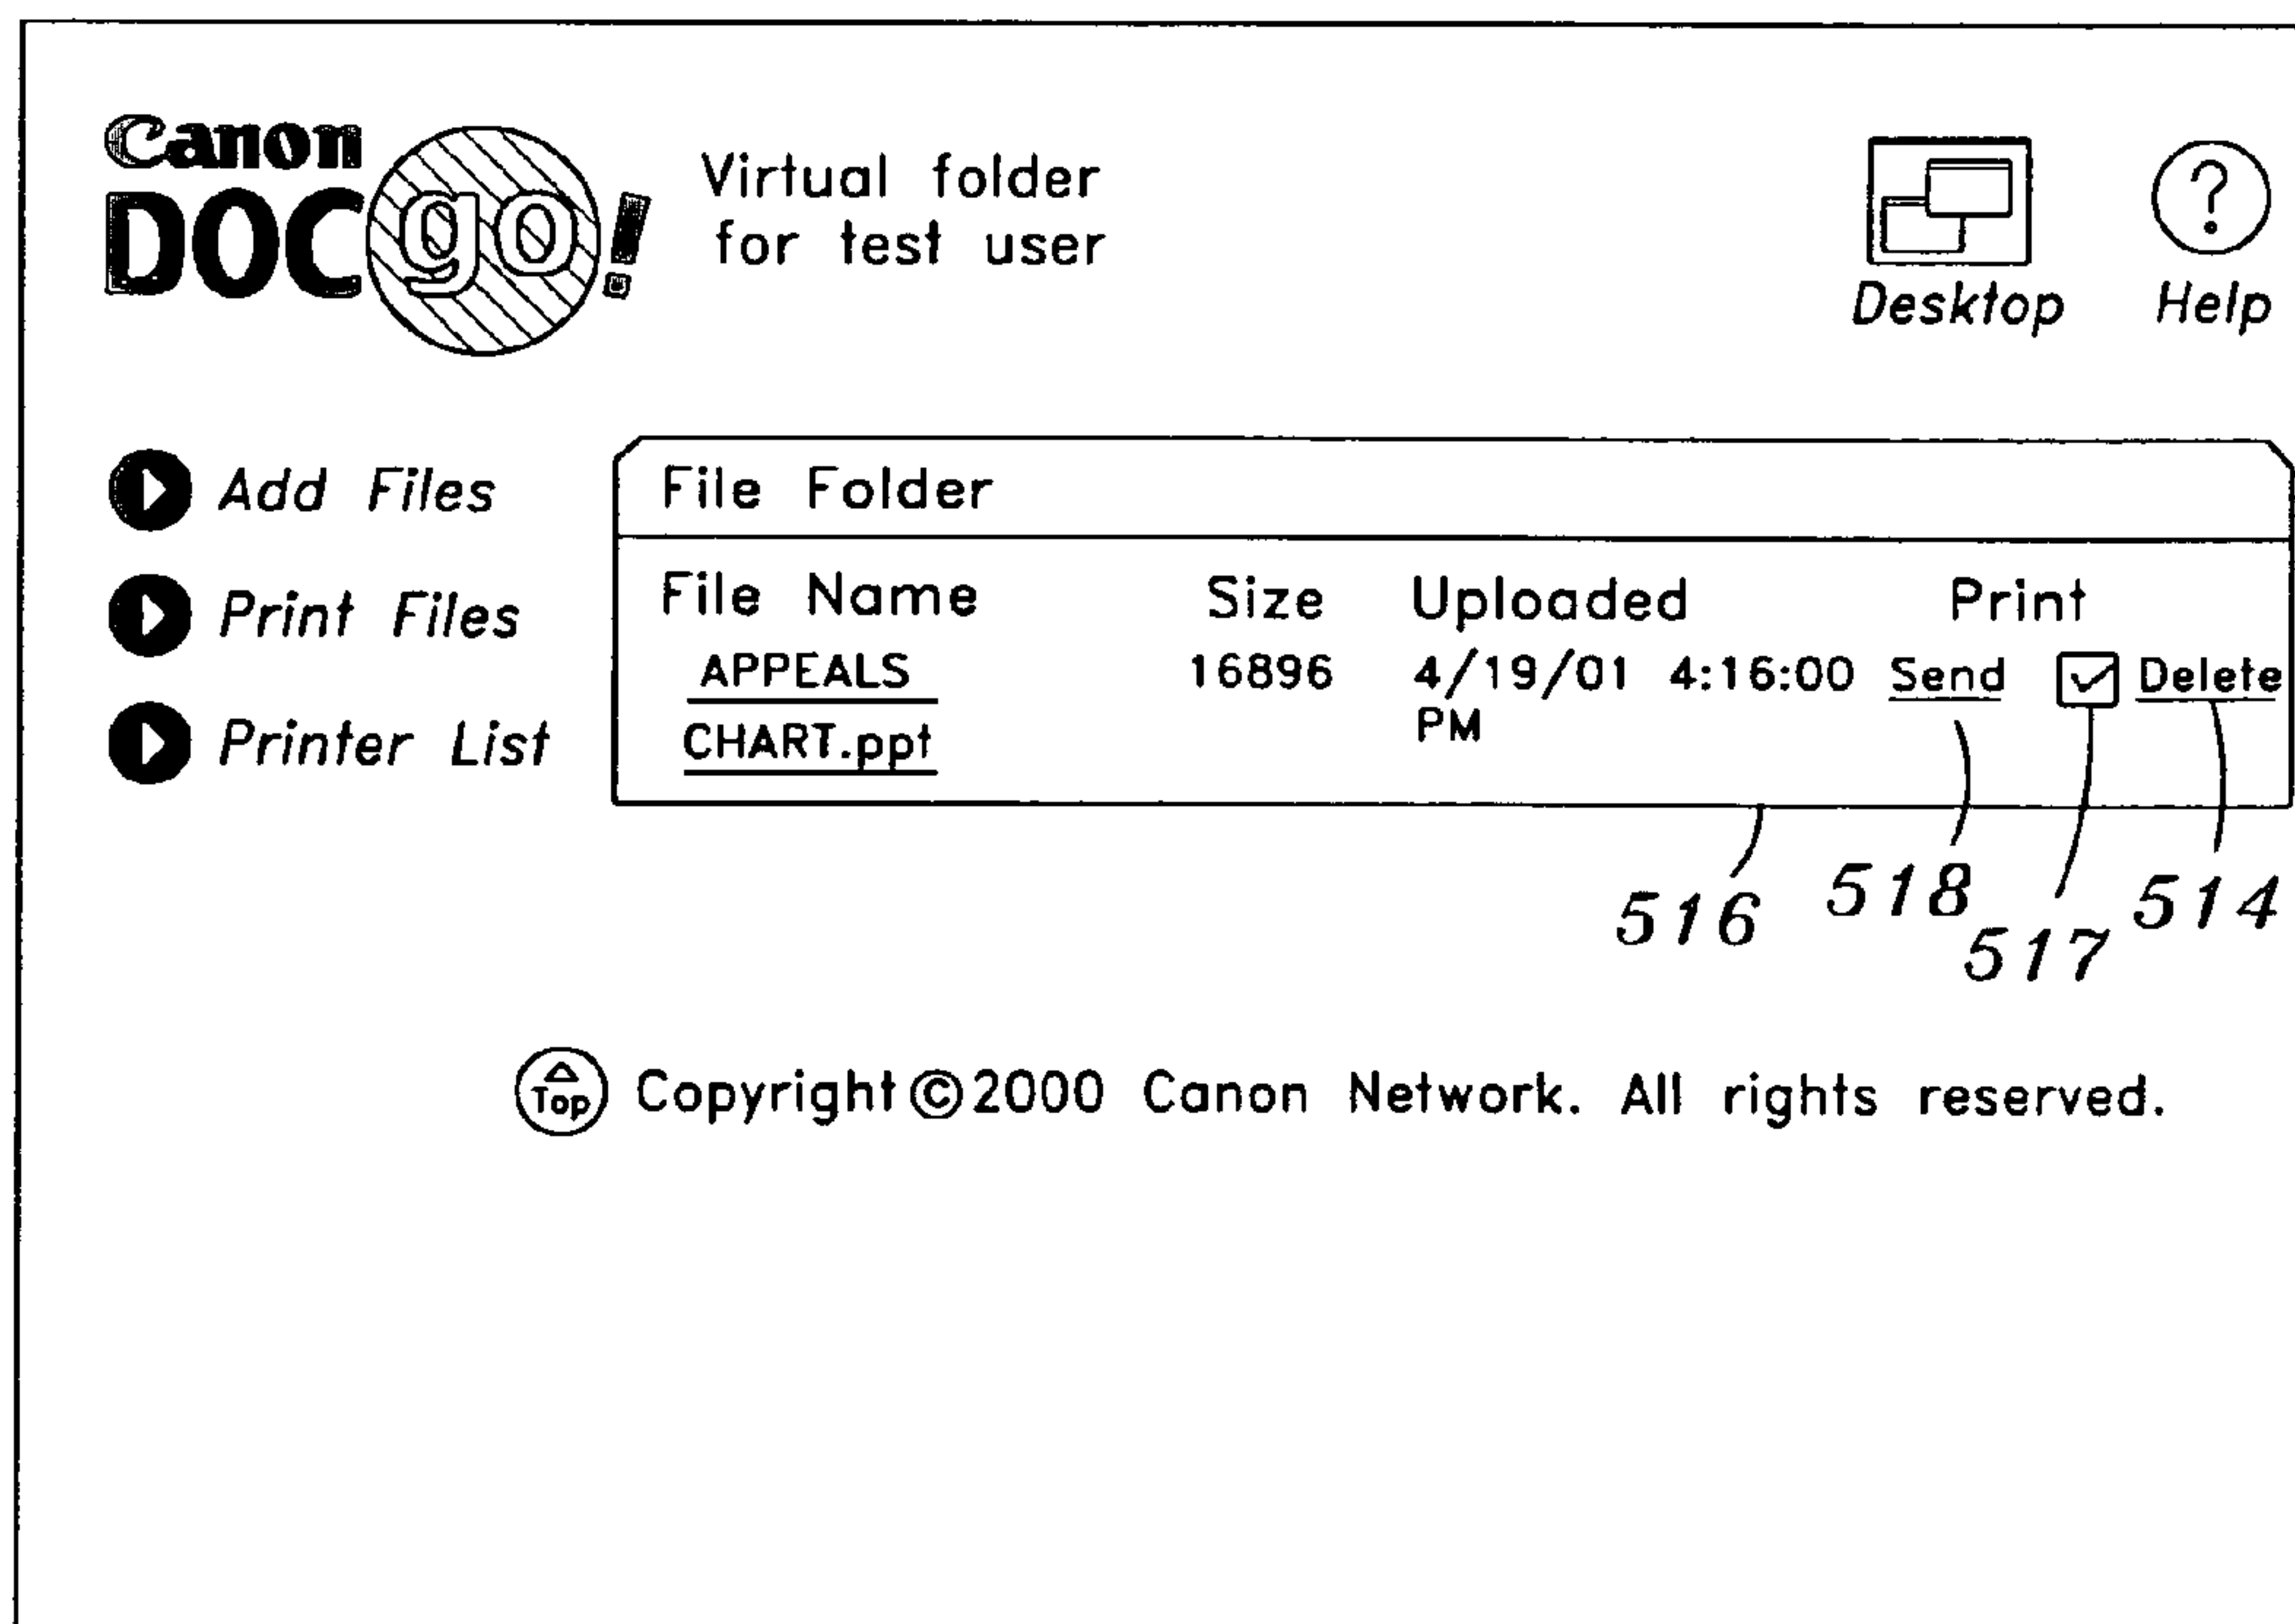 Canon
DOC go!
Virtual folder
for test user
Desktop
Help
Add Files
Print Files
Printer List
File Folder
File Name Size Uploaded Print
APPEALS 16896 4/19/01 4:16:00 Send Delete
CHART.ppt PM
516 518 517 514
Top Copyright©2000 Canon Network. All rights reserved.